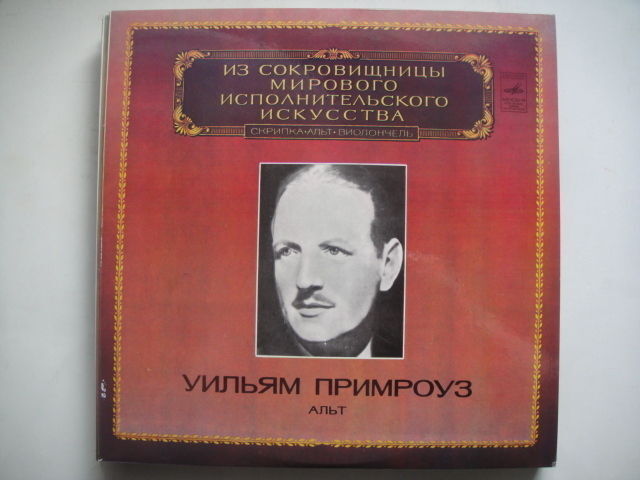 ИЗ СОКРОВИЩНИЦЫ
МИРОВОГО
ИСПОЛНИТЕЛЬСКОГО
ИСКУССТВА
СКРИПКА•АЛЬТ•ВИОЛОНЧЕЛЬ
УИЛЬЯМ ПРИМРОУЗ
АЛЬТ